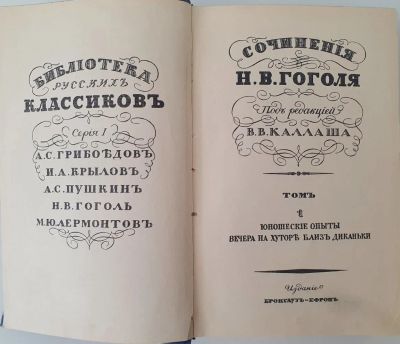 БИБЛІОТЕКА
РУССКИХЪ
КЛАССИКОВЪ
Серія I
А.С.ГРИБОѢДОВЪ
И.А.КРЫЛОВЪ
А.С.ПУШКИНЪ
Н.В.ГОГОЛЬ
М.Ю.ЛЕРМОНТОВЪ
СОЧИНЕНІЯ
Н.В.ГОГОЛЯ
Подъ редакціей
В.В.КАЛЛАША
ТОМЪ
ЮНОШЕСКІЕ ОПЫТЫ
ВЕЧЕРА НА ХУТОРѢ БЛИЗЪ ДИКАНЬКИ
Изданіе
БРОКГАУЗЪ-ЕФРОНЪ